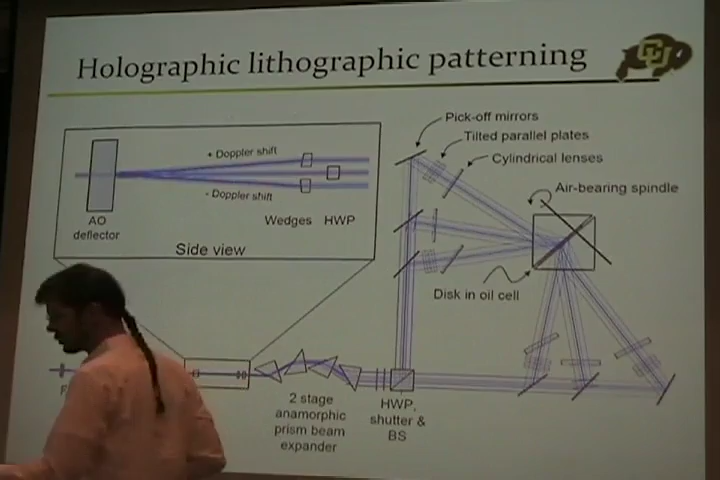 Holographic lithographic patterning
CU
Pick-off mirrors
Tilted parallel plates
Cylindrical lenses
Air-bearing spindle
+ Doppler shift
- Doppler shift
AO
deflector
Wedges HWP
Side view
Disk in oil cell
2 stage
anamorphic
prism beam
expander
HWP,
shutter &
BS